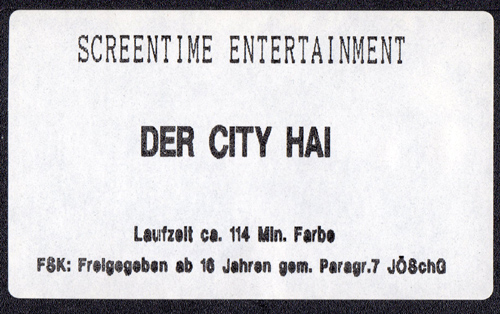 SCREENTIME ENTERTAINMENT
DER CITY HAI
Laufzeit ca. 114 Min. Farbe
FSK: Freigegeben ab 16 Jahren gem. Paragr.7 JÖSchG